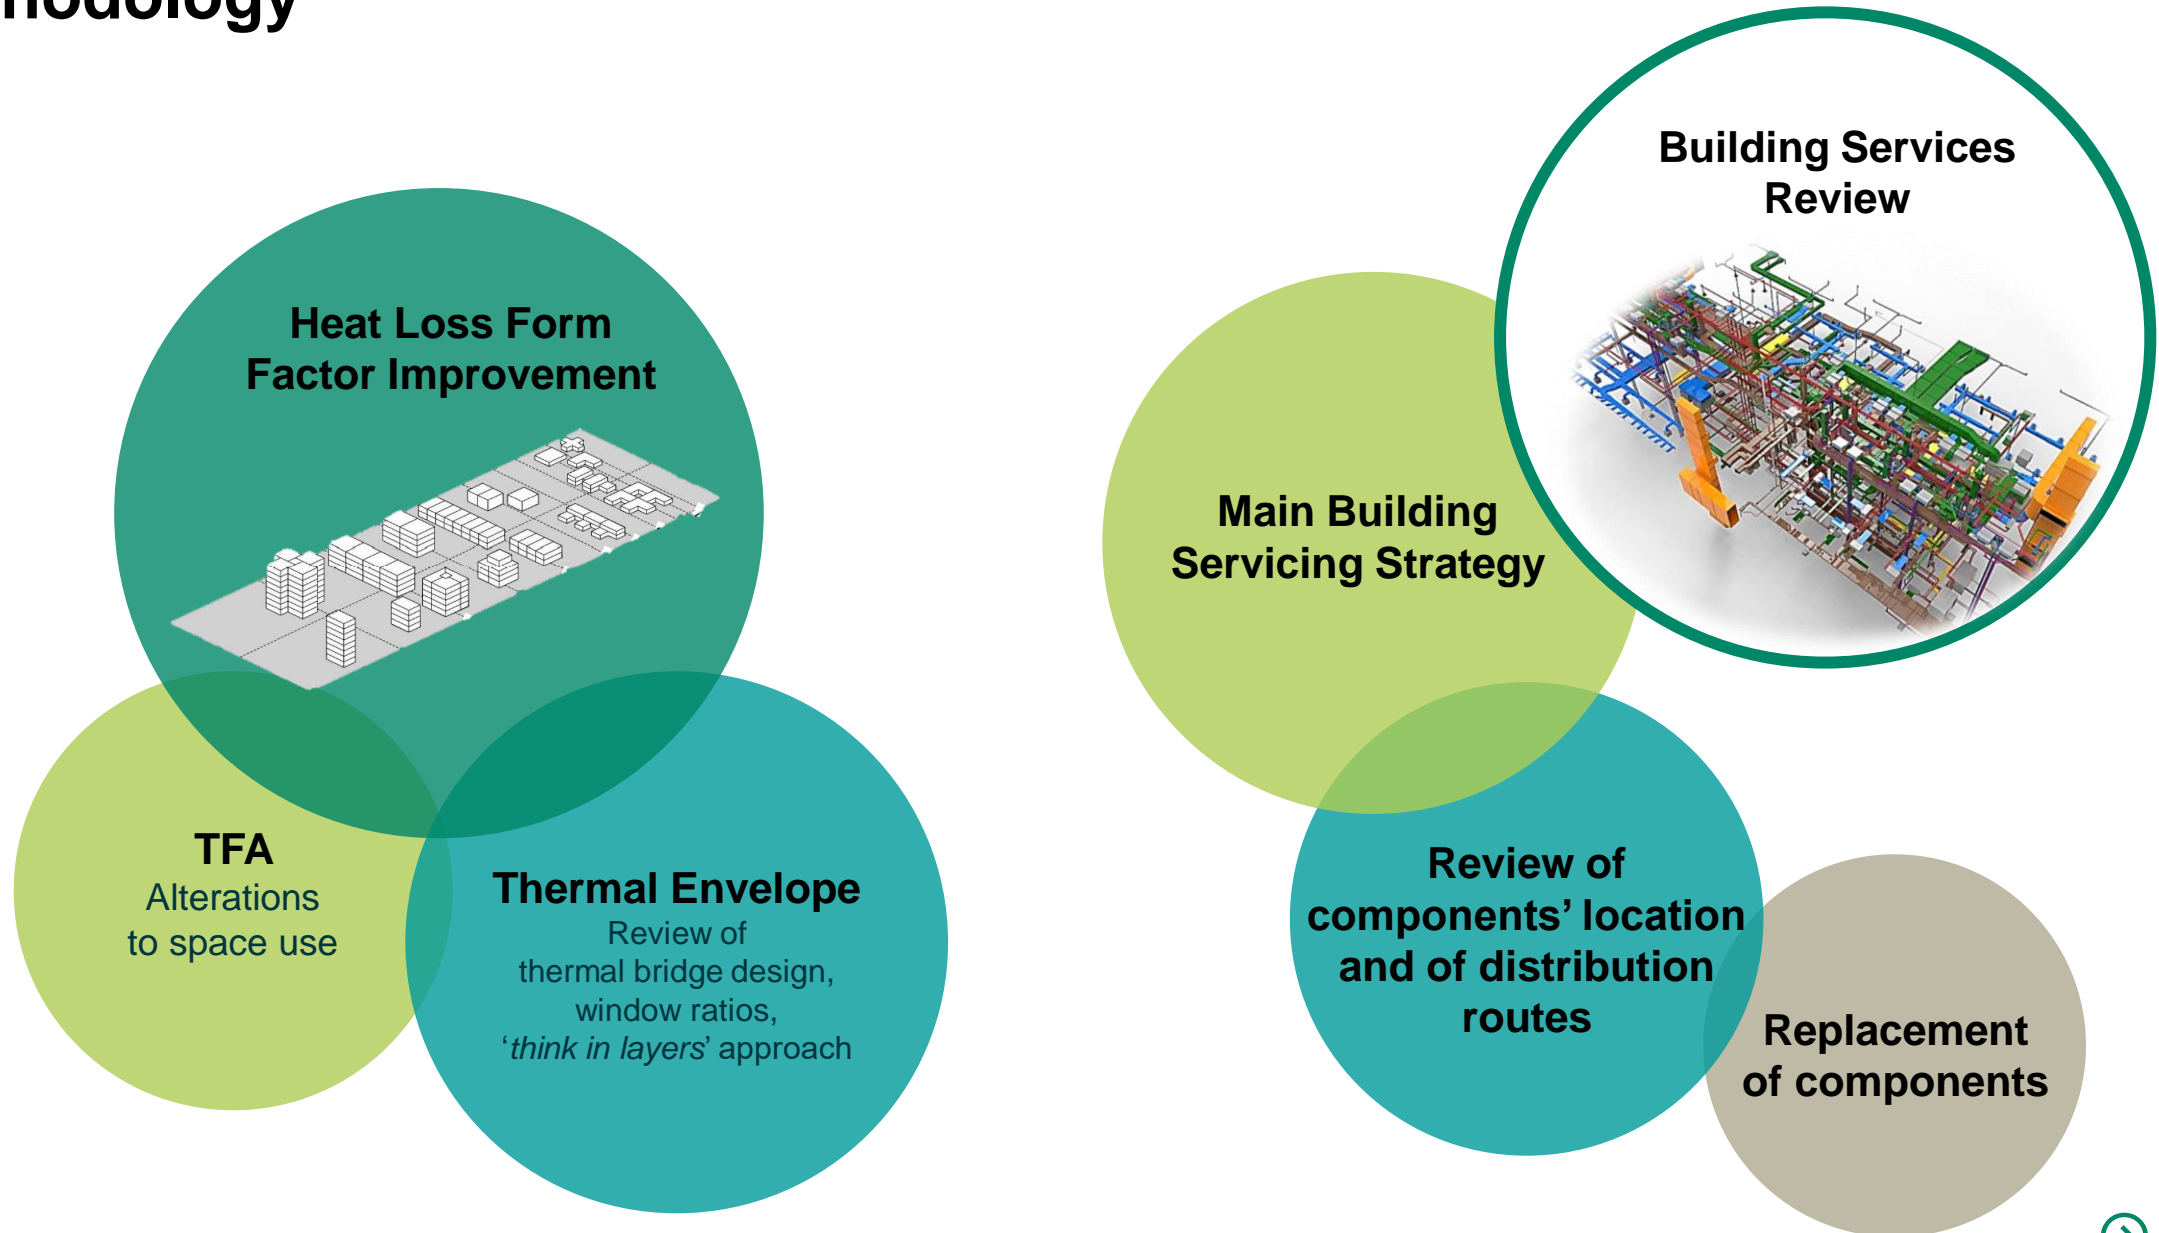 nodology
Heat Loss Form
Factor Improvement
TFA
Alterations
to space use
Thermal Envelope
Review of
thermal bridge design,
window ratios,
‘think in layers’ approach
Building Services
Review
Main Building
Servicing Strategy
Review of
components’ location
and of distribution
routes
Replacement
of components